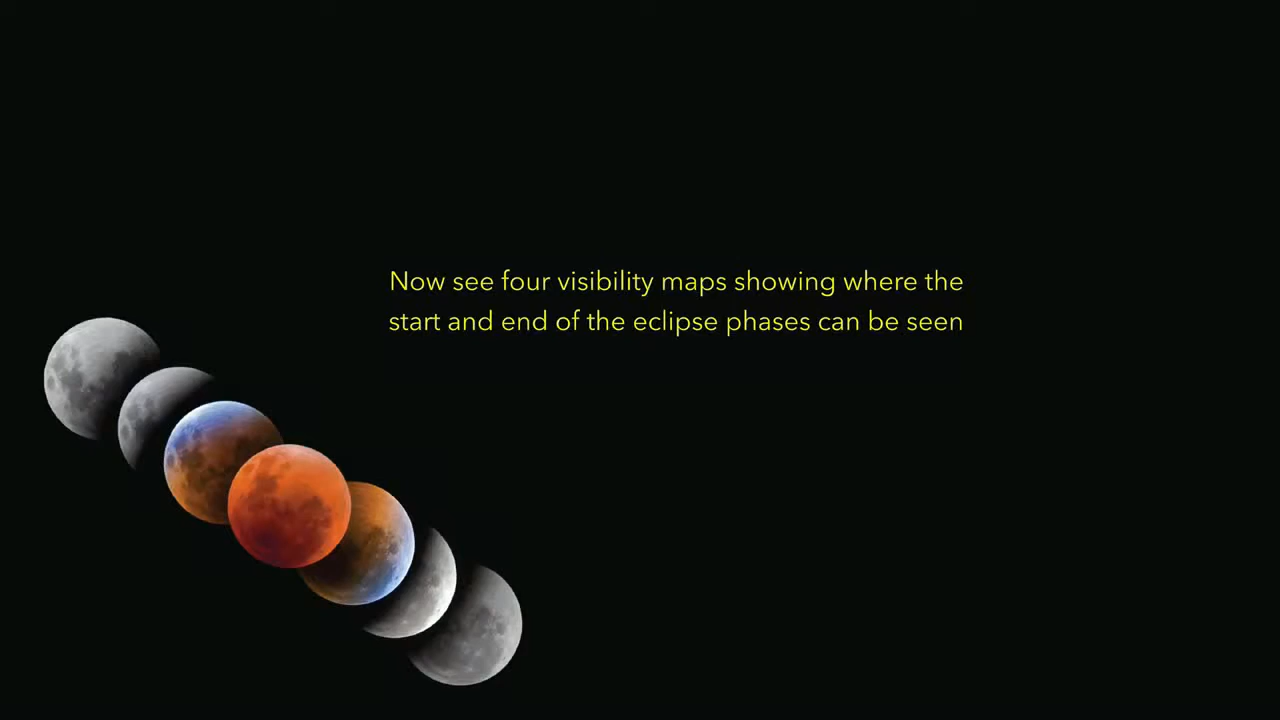 Now see four visibility maps showing where the
start and end of the eclipse phases can be seen